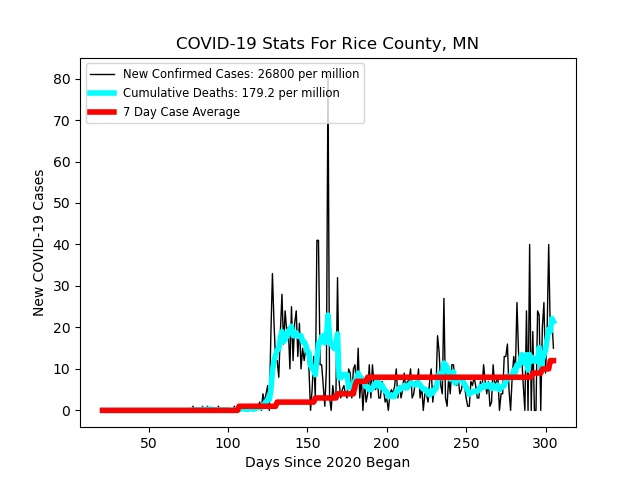 COVID-19 Stats For Rice County, MN
New Confirmed Cases: 26800 per million
Cumulative Deaths: 179.2 per million
7 Day Case Average
New COVID-19 Cases
80
70
60
50
40
30
20
10
0
50 100 150 200 250 300
Days Since 2020 Began